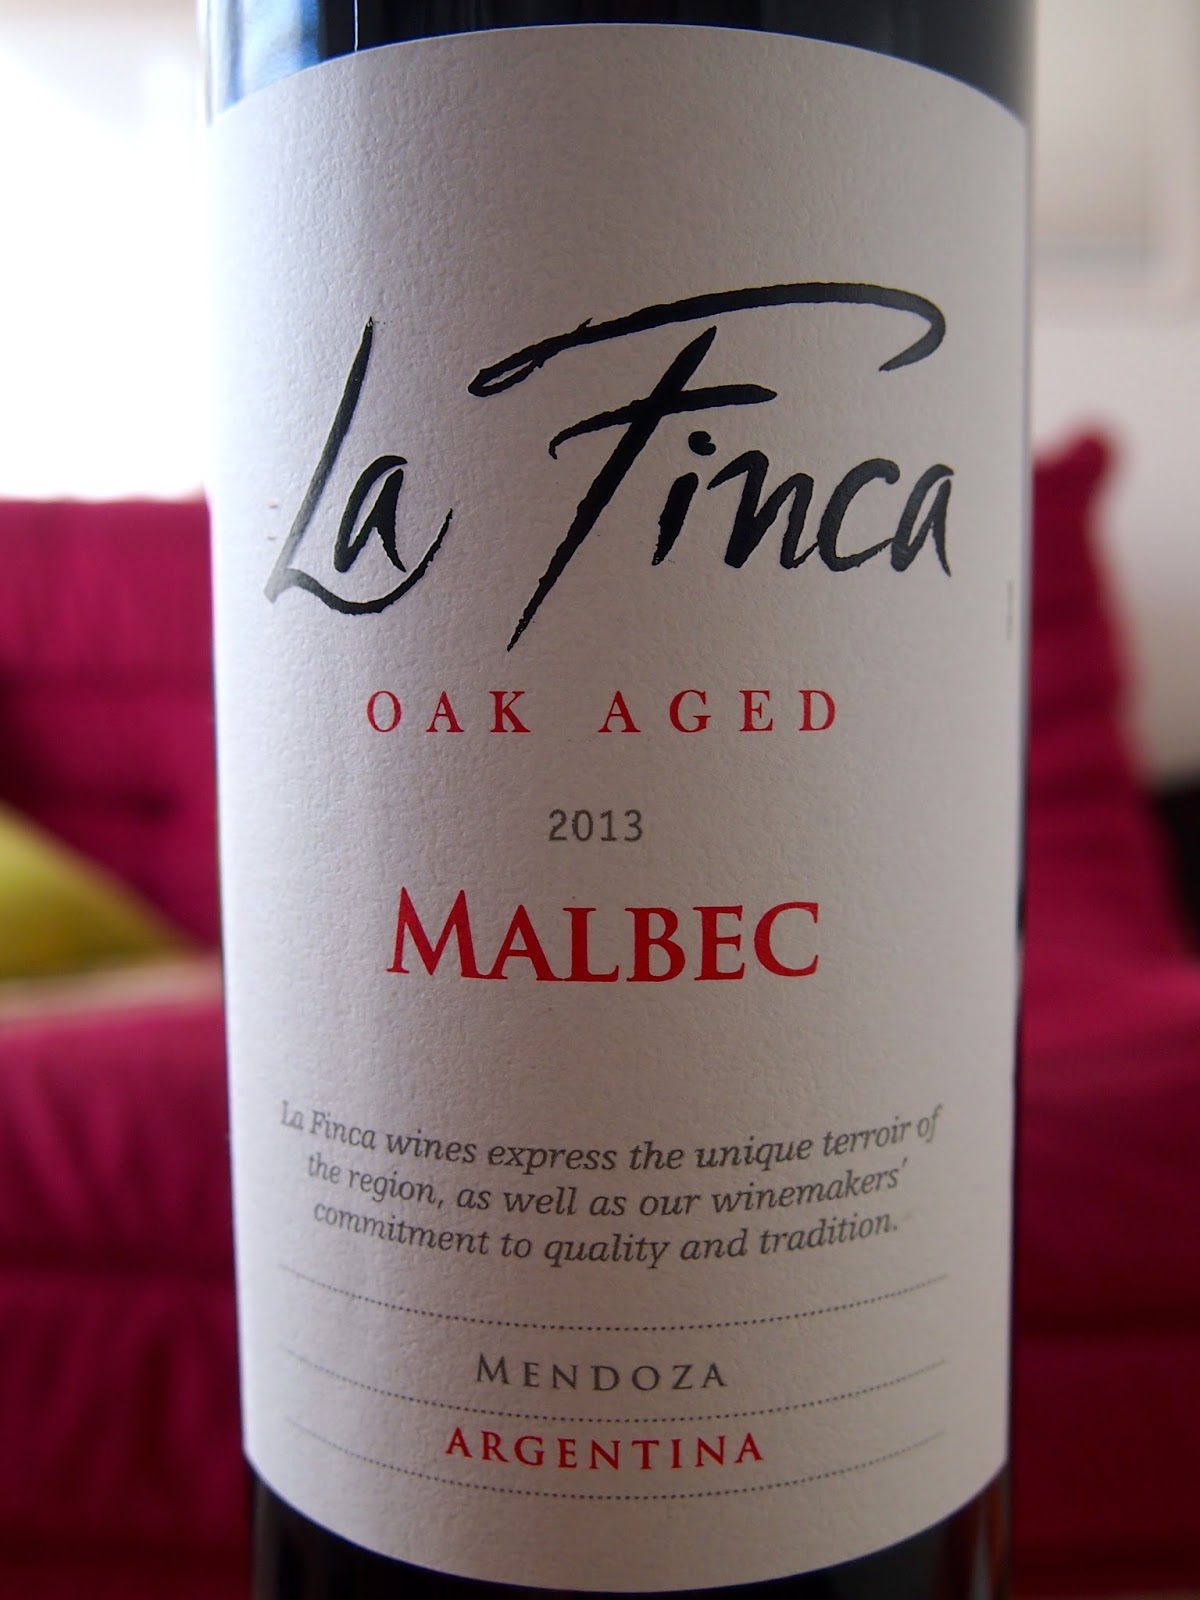 La Finca
OAK AGED
2013
MALBEC
La Finca wines express the unique terroir of
the region, as well as our winemakers'
commitment to quality and tradition.
MENDOZA
ARGENTINA